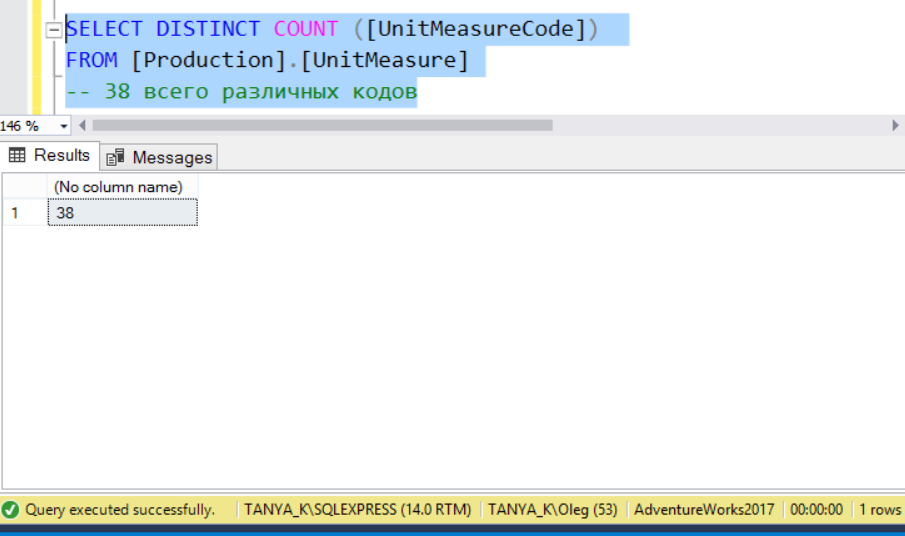 SELECT DISTINCT COUNT ([UnitMeasureCode])
FROM [Production].[UnitMeasure]
-- 38 всего различных кодов
146 %
Results Messages
(No column name)
1 38
Query executed successfully. TANYA_K\SQLEXPRESS (14.0 RTM) TANYA_K\Oleg (53) AdventureWorks2017 00:00:00 1 rows